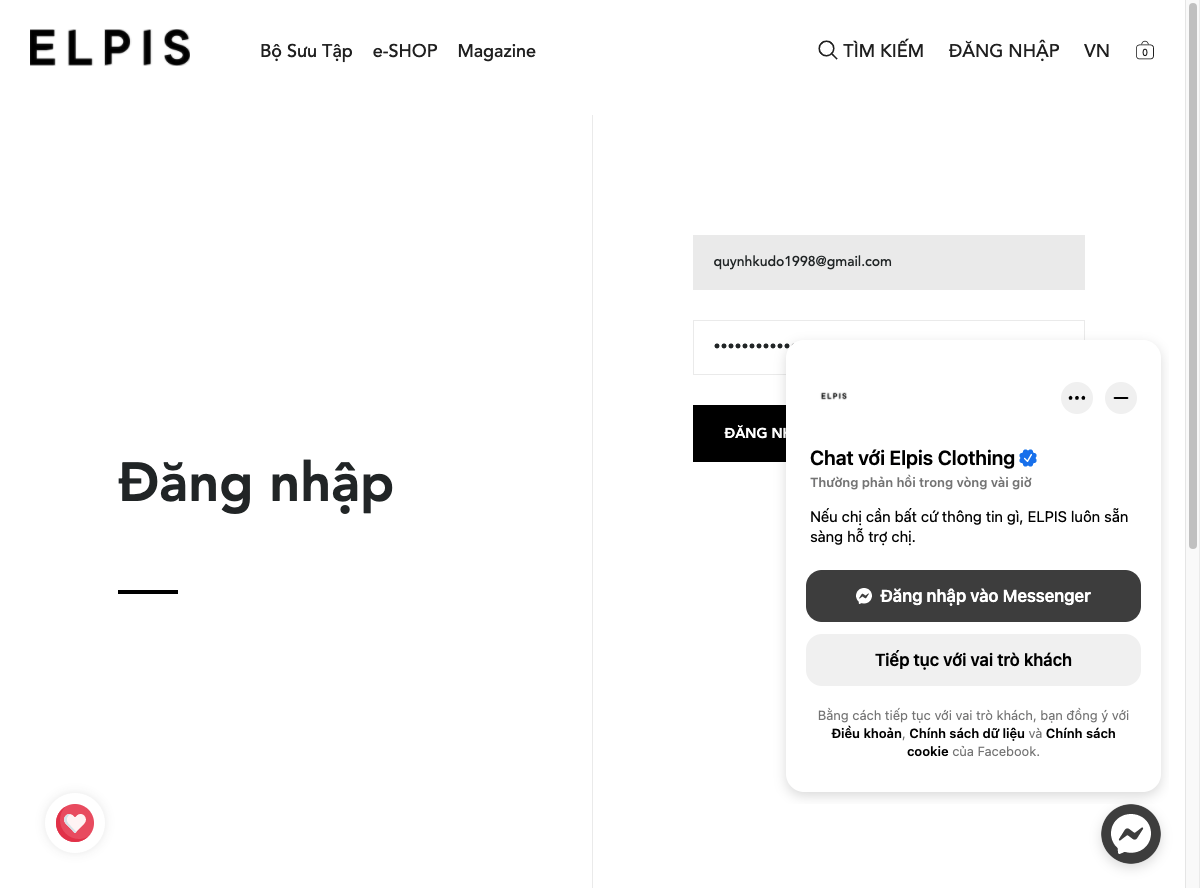 ELPIS
Bộ Sưu Tập e-SHOP Magazine
TÌM KIẾM ĐĂNG NHẬP VN 0
quynhkudo1998@gmail.com
Đăng nhập
ĐĂNG
ELPIS
Chat với Elpis Clothing
Thường phản hồi trong vòng vài giờ
Nếu chị cần bất cứ thông tin gì, ELPIS luôn sẵn
sàng hỗ trợ chị.
Đăng nhập vào Messenger
Tiếp tục với vai trò khách
Bằng cách tiếp tục với vai trò khách, bạn đồng ý với
Điều khoản, Chính sách dữ liệu và Chính sách
cookie của Facebook.